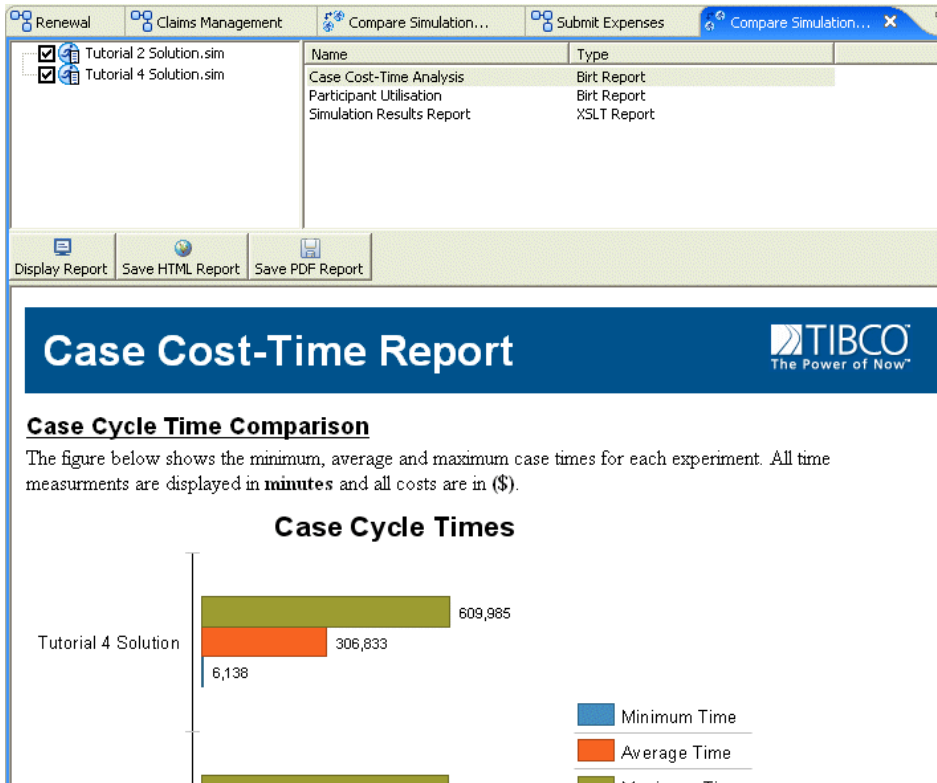 Renewal
Claims Management
Compare Simulation...
Submit Expenses
Compare Simulation...
Tutorial 2 Solution.sim
Tutorial 4 Solution.sim
Name Type
Case Cost-Time Analysis Birt Report
Participant Utilisation Birt Report
Simulation Results Report XSLT Report
Display Report
Save HTML Report
Save PDF Report
Case Cost-Time Report
TIBCO™
The Power of Now™
Case Cycle Time Comparison
The figure below shows the minimum, average and maximum case times for each experiment. All time
measurments are displayed in minutes and all costs are in ($).
Case Cycle Times
609,985
Tutorial 4 Solution
306,833
6,138
Minimum Time
Average Time